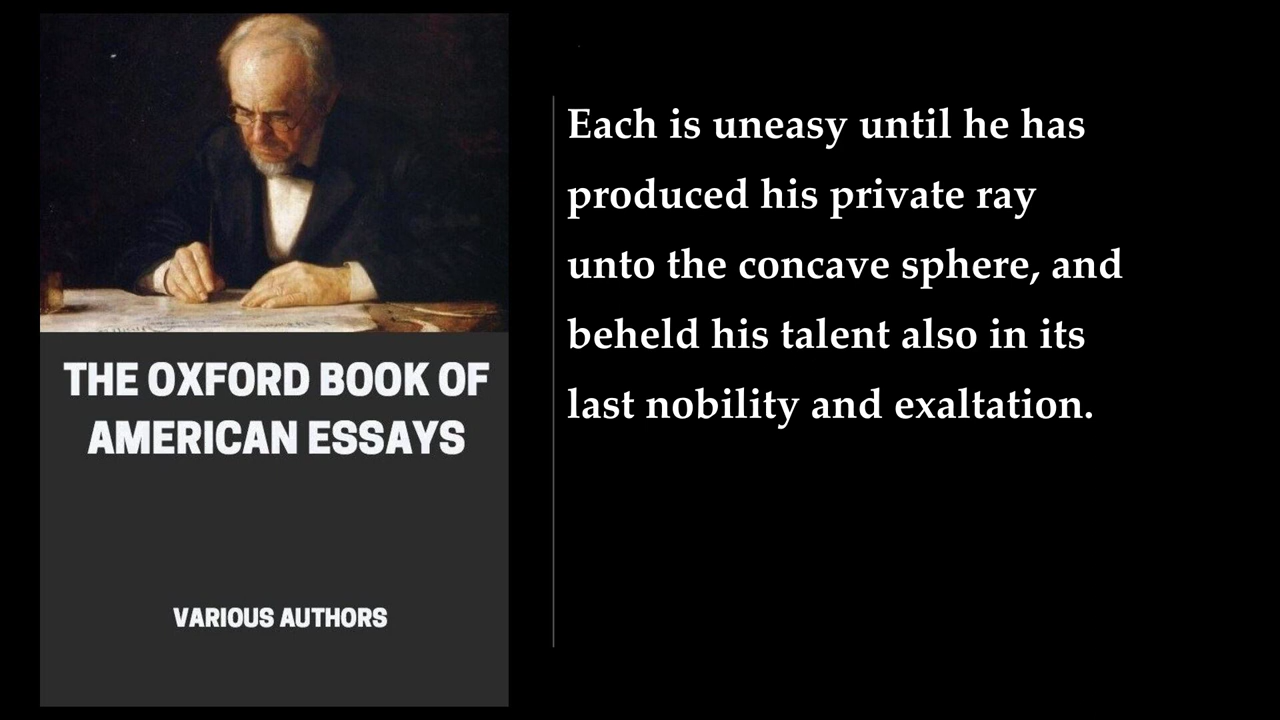 THE OXFORD BOOK OF
AMERICAN ESSAYS
VARIOUS AUTHORS
Each is uneasy until he has
produced his private ray
unto the concave sphere, and
beheld his talent also in its
last nobility and exaltation.